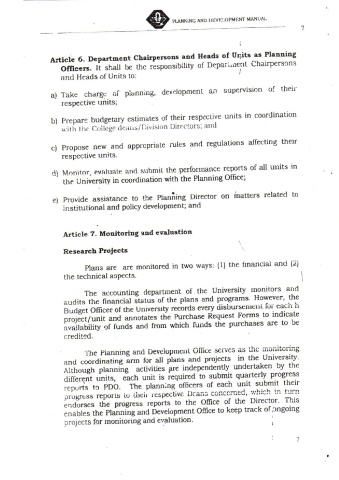 PLANNING AND DEVELOPMENT MANUAL
7
Article 6. Department Chairpersons and Heads of Units as Planning
Officers. It shall be the responsibility of Department Chairpersons
and Heads of Units to:
a) Take charge of planning, development an supervision of their
respective units;
b) Prepare budgetary estimates of their respective units in coordination
with the College deans/Division Directors; and
c) Propose new and appropriate rules and regulations affecting their
respective units.
d) Monitor, evaluate and submit the performance reports of all units in
the University in coordination with the Planning Office;
e) Provide assistance to the Planning Director on matters related to
institutional and policy development; and
Article 7. Monitoring and evaluation
Research Projects
Plans are are monitored in two ways: (1) the financial and (2)
the technical aspects.
The accounting department of the University monitors and
audits the financial status of the plans and programs. However, the
Budget Officer of the University records every disbursement for each h
project/unit and annotates the Purchase Request Forms to indicate
availability of funds and from which funds the purchases are to be
credited.
The Planning and Development Office serves as the monitoring
and coordinating arm for all plans and projects in the University.
Although planning activities are independently undertaken by the
different units, each unit is required to submit quarterly progress
reports to PDO. The planning officers of each unit submit their
progress reports to their respective Deans concerned, which in turn
endorses the progress reports to the Office of the Director. This
enables the Planning and Development Office to keep track of ongoing
projects for monitoring and evaluation.
7